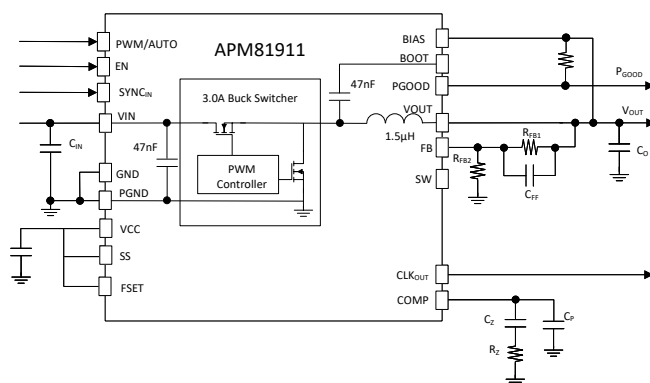 APM81911
PWM/AUTO
EN
SYNCIN
VIN
CIN
47nF
GND
PGND
VCC
SS
FSET
3.0A Buck Switcher
PWM
Controller
47nF
1.5µH
BIAS
BOOT
PGOOD
VOUT
FB
SW
CLKOUT
COMP
PGOOD
VOUT
RFB1
RFB2
CFF
CO
CZ
RZ
CP